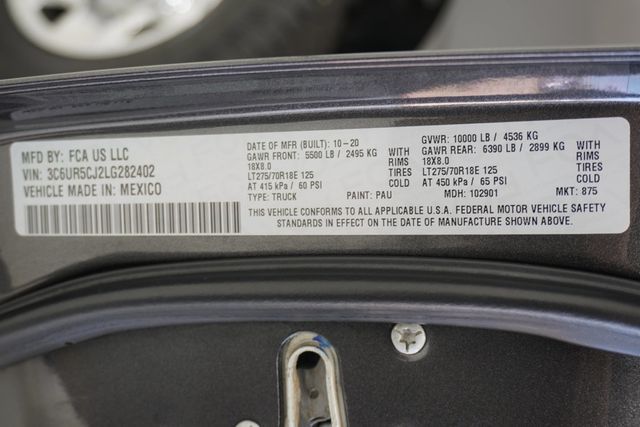 MFD BY: FCA US LLC
VIN: 3C6UR5CJ2LG282402
VEHICLE MADE IN: MEXICO
DATE OF MFR (BUILT): 10-20
GAWR FRONT: 5500 LB / 2495 KG WITH
18X8.0 RIMS
LT275/70R18E 125 TIRES
AT 415 kPa / 60 PSI COLD
TYPE: TRUCK PAINT: PAU
GVWR: 10000 LB / 4536 KG
GAWR REAR: 6390 LB / 2899 KG WITH
18X8.0 RIMS
LT275/70R18E 125 TIRES
AT 450 kPa / 65 PSI COLD
MDH: 102901 MKT: 875
THIS VEHICLE CONFORMS TO ALL APPLICABLE U.S.A. FEDERAL MOTOR VEHICLE SAFETY
STANDARDS IN EFFECT ON THE DATE OF MANUFACTURE SHOWN ABOVE.